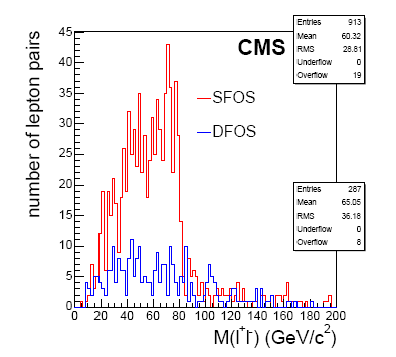 number of lepton pairs
45
40
35
30
25
20
15
10
5
0
CMS
SFOS
DFOS
Entries 913
Mean 60.32
RMS 28.81
Underflow 0
Overflow 19
Entries 287
Mean 65.05
RMS 36.18
Underflow 0
Overflow 8
0 20 40 60 80 100 120 140 160 180 200
M(l⁺l⁻) (GeV/c²)